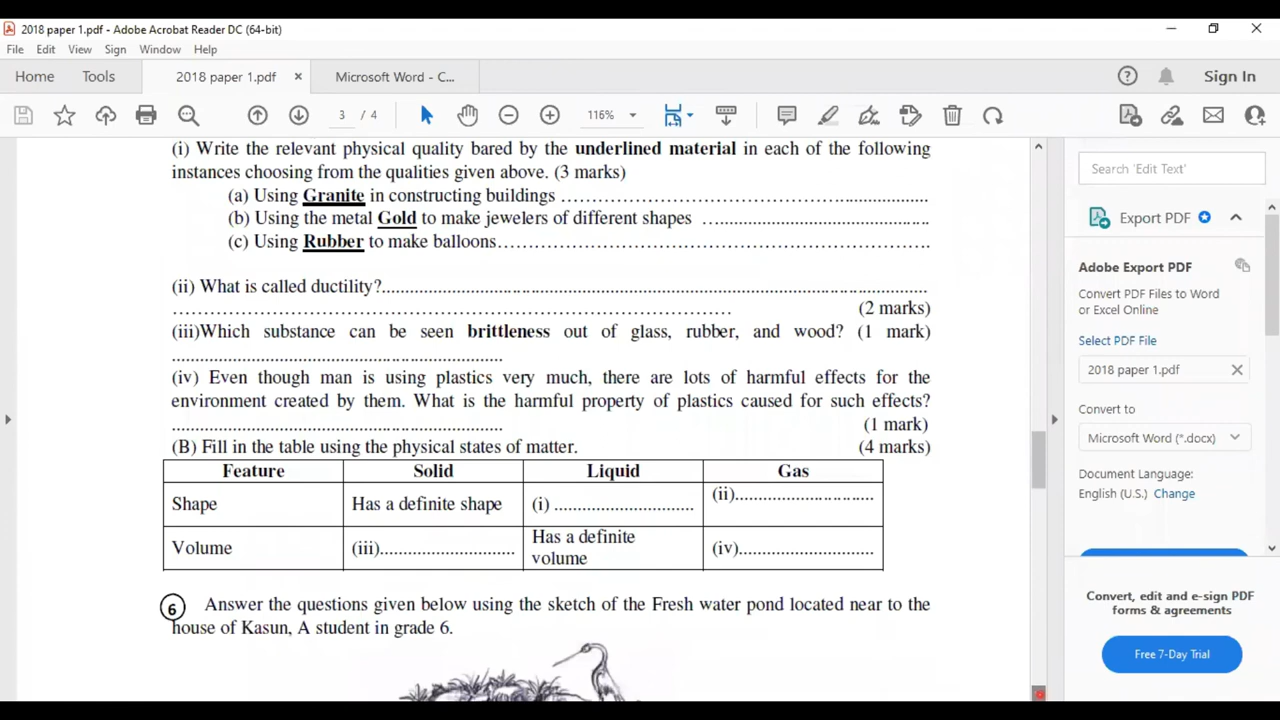 2018 paper 1.pdf - Adobe Acrobat Reader DC (64-bit)
File Edit View Sign Window Help
Home Tools 2018 paper 1.pdf × Microsoft Word - C... Sign In
3 / 4 116%
(i) Write the relevant physical quality bared by the underlined material in each of the following
instances choosing from the qualities given above. (3 marks)
(a) Using Granite in constructing buildings ................................................
(b) Using the metal Gold to make jewelers of different shapes ................................
(c) Using Rubber to make balloons................................................................
(ii) What is called ductility?................................................................
................................................................ (2 marks)
(iii)Which substance can be seen brittleness out of glass, rubber, and wood? (1 mark)
................................................
(iv) Even though man is using plastics very much, there are lots of harmful effects for the
environment created by them. What is the harmful property of plastics caused for such effects?
................................................ (1 mark)
(B) Fill in the table using the physical states of matter. (4 marks)
Feature Solid Liquid Gas
Shape Has a definite shape (i) ............................ (ii)............................
Volume (iii)........................... Has a definite volume (iv)...........................
6 Answer the questions given below using the sketch of the Fresh water pond located near to the
house of Kasun, A student in grade 6.
Search 'Edit Text'
Export PDF
Adobe Export PDF
Convert PDF Files to Word
or Excel Online
Select PDF File
2018 paper 1.pdf
Convert to
Microsoft Word (*.docx)
Document Language:
English (U.S.) Change
Convert, edit and e-sign PDF
forms & agreements
Free 7-Day Trial